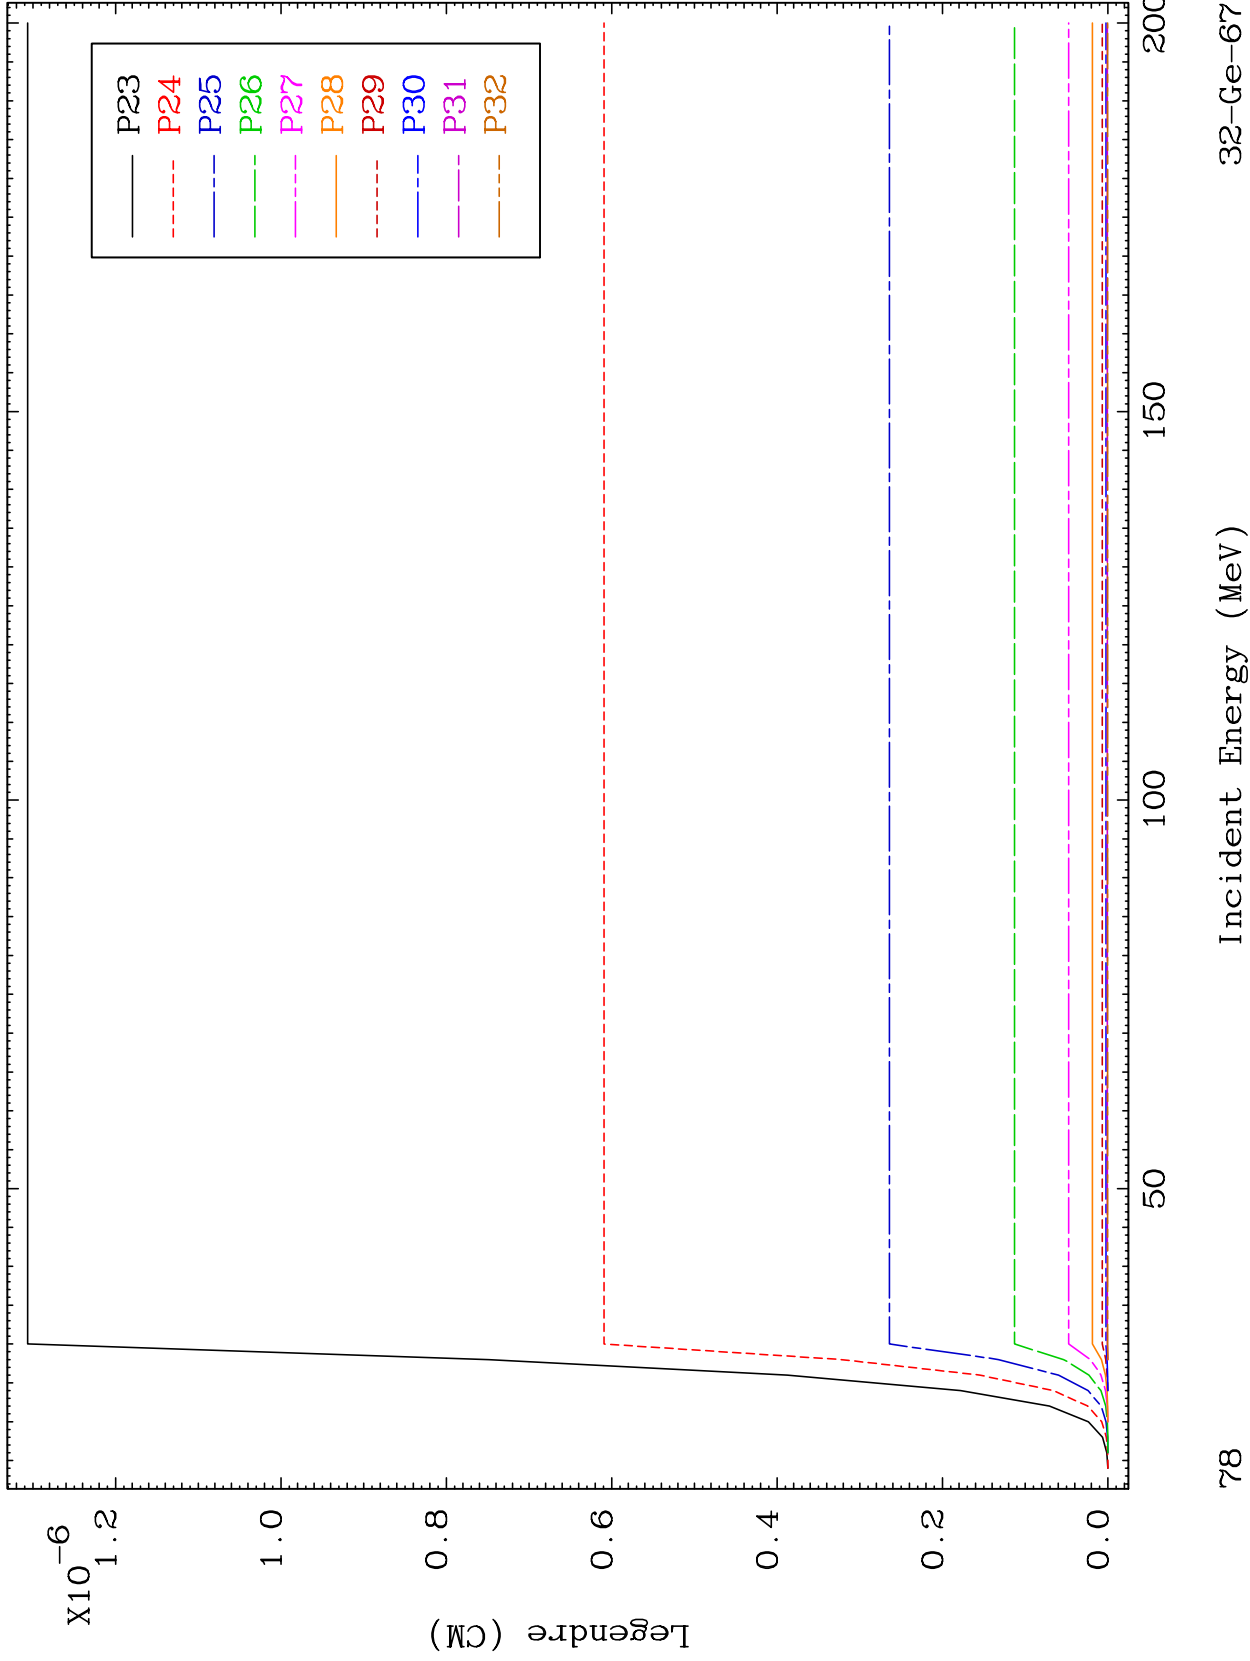 X10-6
1.2
1.0
0.8
0.6
0.4
0.2
0.0
Legendre (CM)
P23
P24
P25
P26
P27
P28
P29
P30
P31
P32
50
100
150
200
Incident Energy (MeV)
78
32-Ge-67